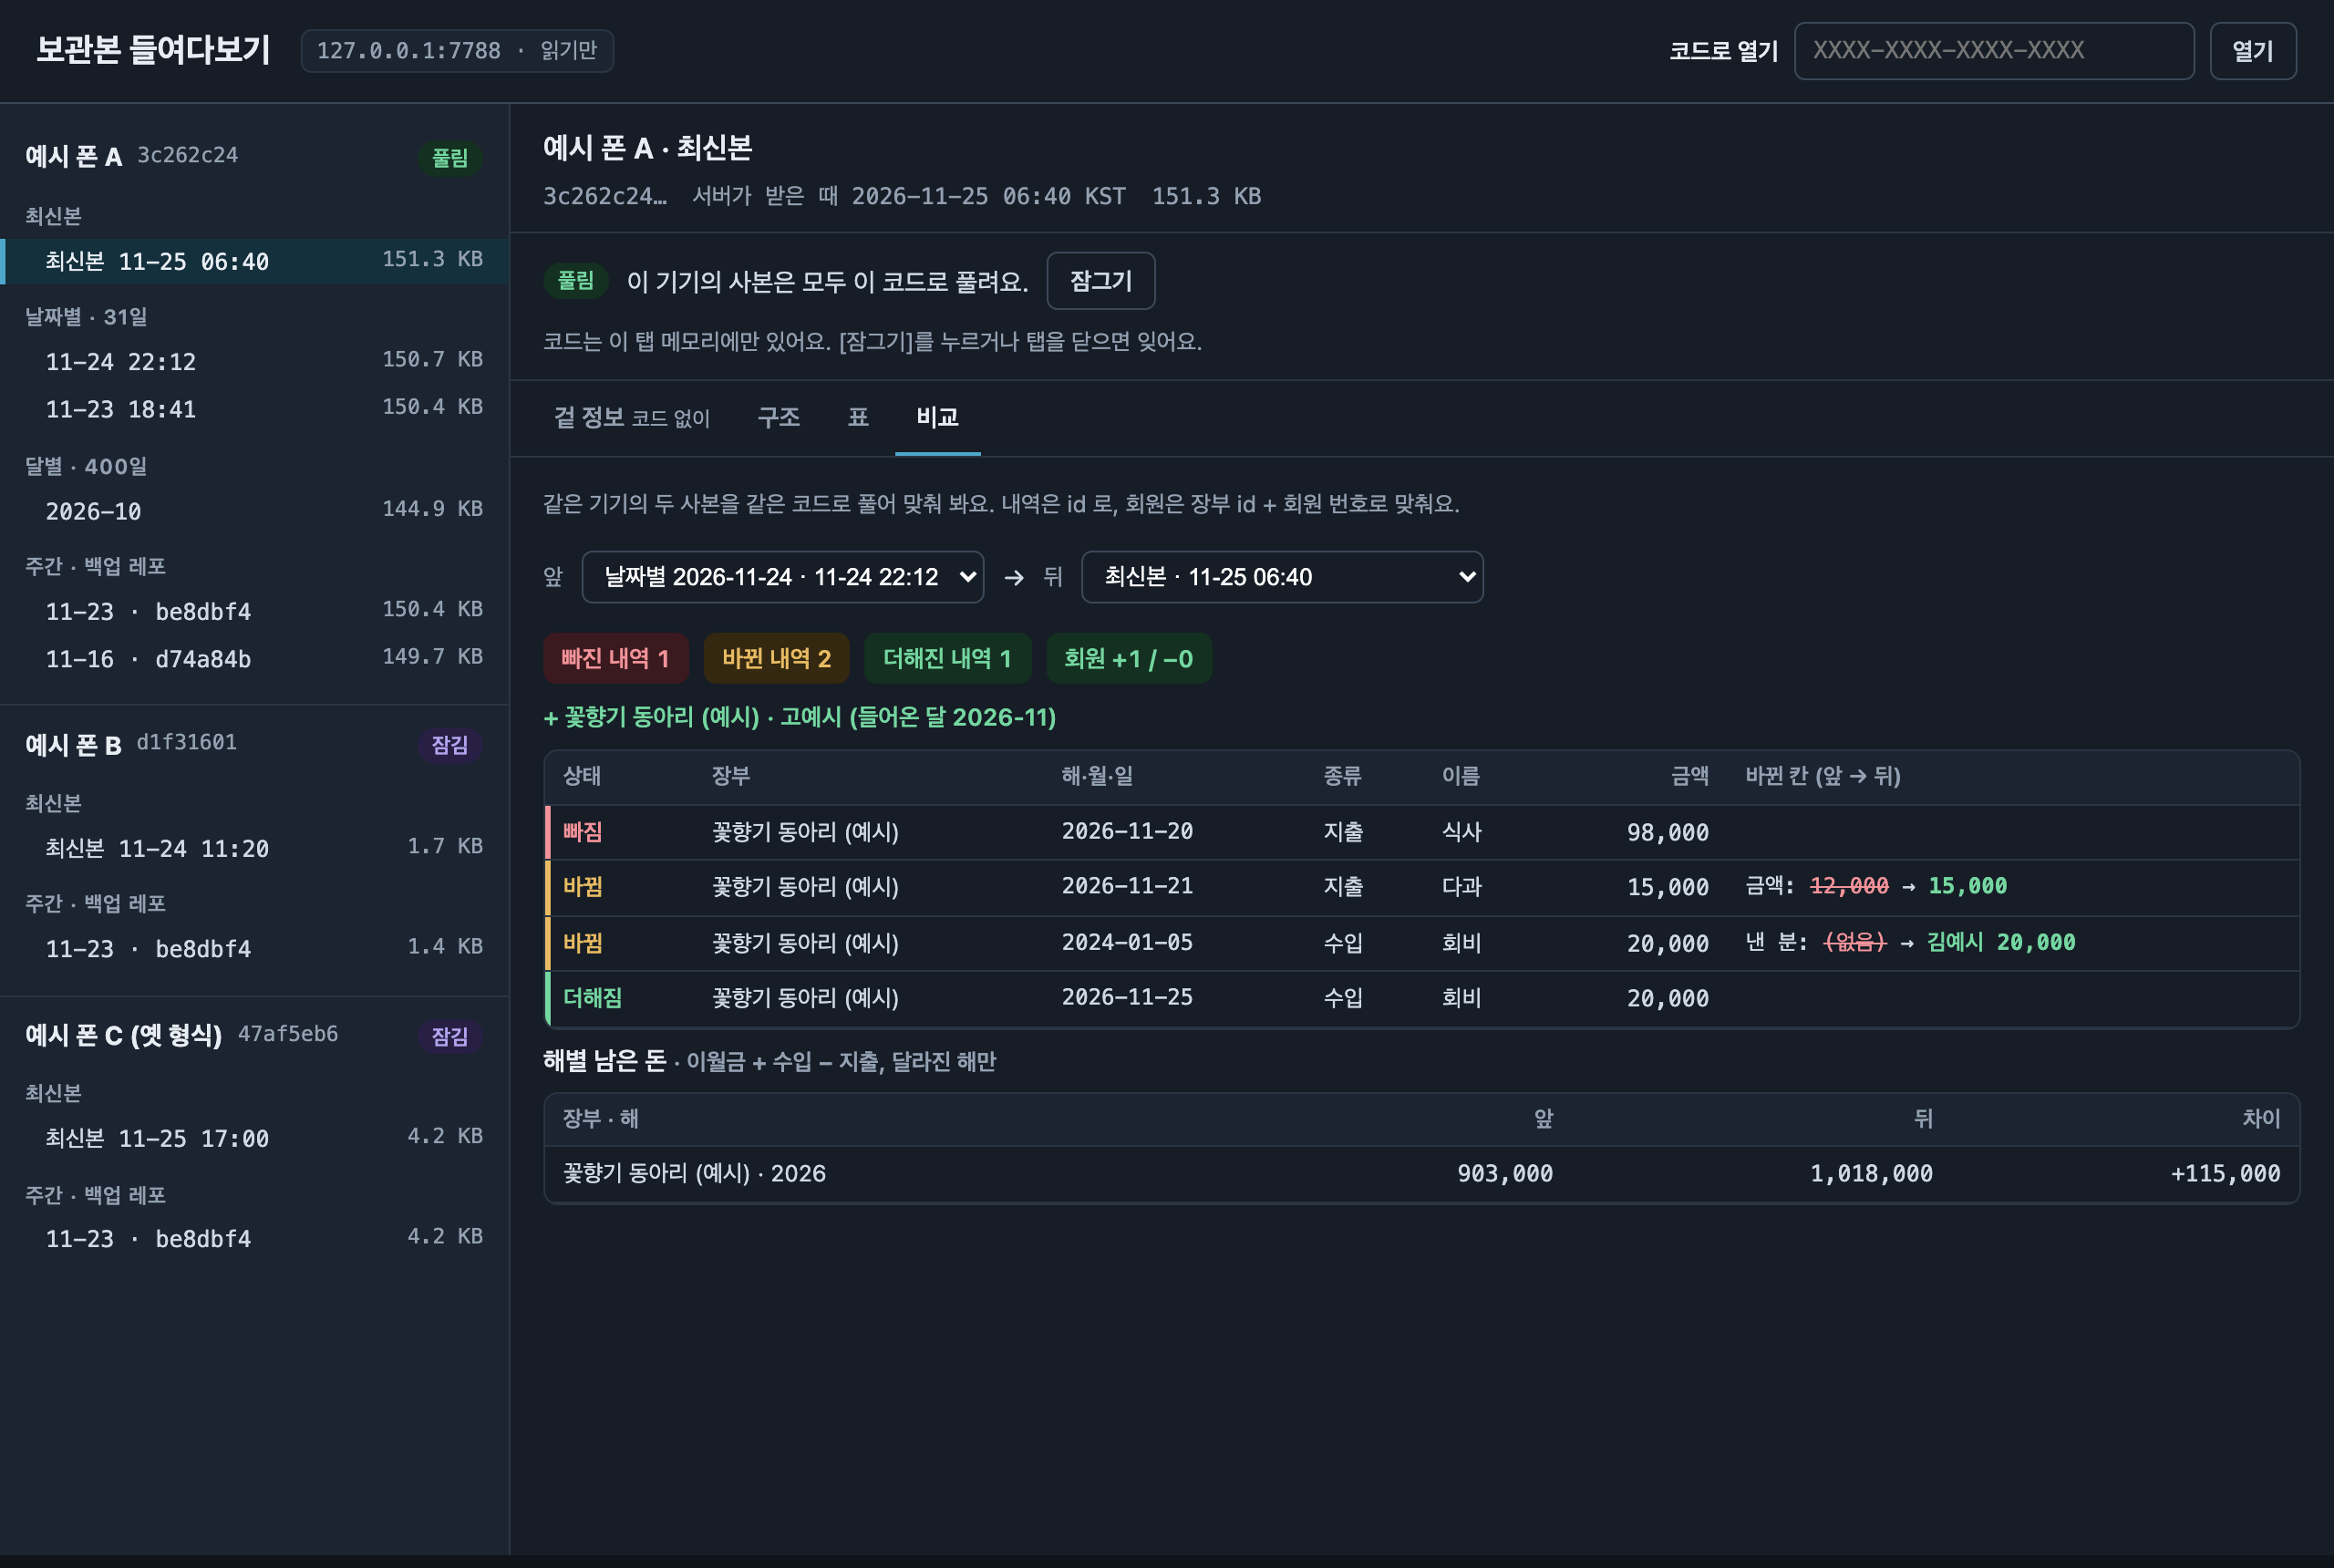 보관본 들여다보기 127.0.0.1:7788 · 읽기만 코드로 열기 XXXX-XXXX-XXXX-XXXX 열기
예시 폰 A 3c262c24 풀림
최신본
최신본 11-25 06:40 151.3 KB
날짜별 · 31일
11-24 22:12 150.7 KB
11-23 18:41 150.4 KB
달별 · 400일
2026-10 144.9 KB
주간 · 백업 레포
11-23 · be8dbf4 150.4 KB
11-16 · d74a84b 149.7 KB
예시 폰 B d1f31601 잠김
최신본
최신본 11-24 11:20 1.7 KB
주간 · 백업 레포
11-23 · be8dbf4 1.4 KB
예시 폰 C (옛 형식) 47af5eb6 잠김
최신본
최신본 11-25 17:00 4.2 KB
주간 · 백업 레포
11-23 · be8dbf4 4.2 KB
예시 폰 A · 최신본
3c262c24… 서버가 받은 때 2026-11-25 06:40 KST 151.3 KB
풀림 이 기기의 사본은 모두 이 코드로 풀려요. 잠그기
코드는 이 탭 메모리에만 있어요. [잠그기]를 누르거나 탭을 닫으면 잊어요.
겉 정보 코드 없이 구조 표 비교
같은 기기의 두 사본을 같은 코드로 풀어 맞춰 봐요. 내역은 id 로, 회원은 장부 id + 회원 번호로 맞춰요.
앞 날짜별 2026-11-24 · 11-24 22:12 → 뒤 최신본 · 11-25 06:40
빠진 내역 1 바뀐 내역 2 더해진 내역 1 회원 +1 / −0
+ 꽃향기 동아리 (예시) · 고예시 (들어온 달 2026-11)
상태 장부 해·월·일 종류 이름 금액 바뀐 칸 (앞 → 뒤)
빠짐 꽃향기 동아리 (예시) 2026-11-20 지출 식사 98,000
바뀜 꽃향기 동아리 (예시) 2026-11-21 지출 다과 15,000 금액: 12,000 → 15,000
바뀜 꽃향기 동아리 (예시) 2024-01-05 수입 회비 20,000 낸 분: (없음) → 김예시 20,000
더해짐 꽃향기 동아리 (예시) 2026-11-25 수입 회비 20,000
해별 남은 돈 · 이월금 + 수입 − 지출, 달라진 해만
장부 · 해 앞 뒤 차이
꽃향기 동아리 (예시) · 2026 903,000 1,018,000 +115,000